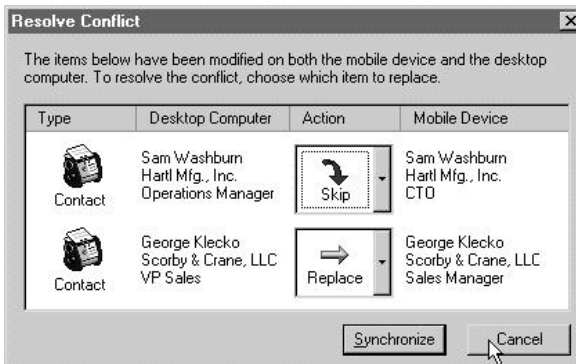 Resolve Conflict
The items below have been modified on both the mobile device and the desktop
computer. To resolve the conflict, choose which item to replace.
Type Desktop Computer Action Mobile Device
Sam Washburn Sam Washburn
Hartl Mfg., Inc. Hartl Mfg., Inc.
Contact Operations Manager Skip CTO
George Klecko George Klecko
Scorby & Crane, LLC Scorby & Crane, LLC
Contact VP Sales Replace Sales Manager
Synchronize Cancel